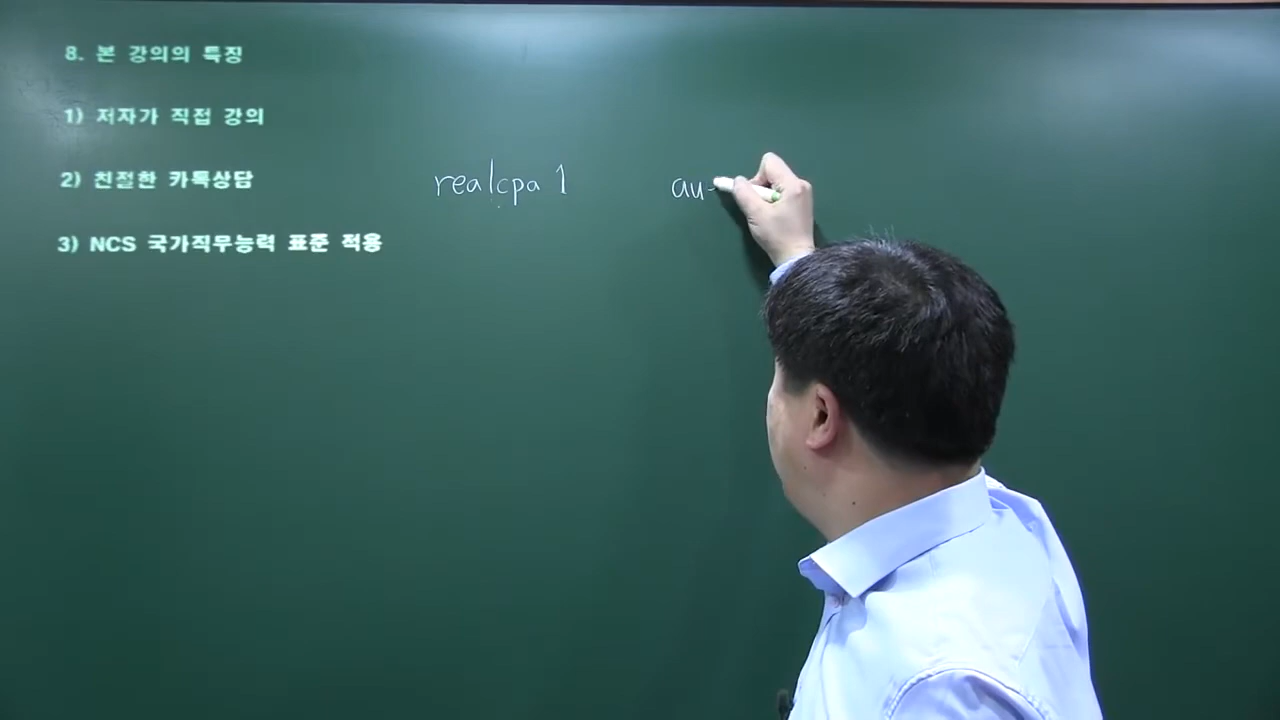 8. 본 강의의 특징
1) 저자가 직접 강의
2) 친절한 카톡상담 realcpa 1 au
3) NCS 국가직무능력 표준 적용